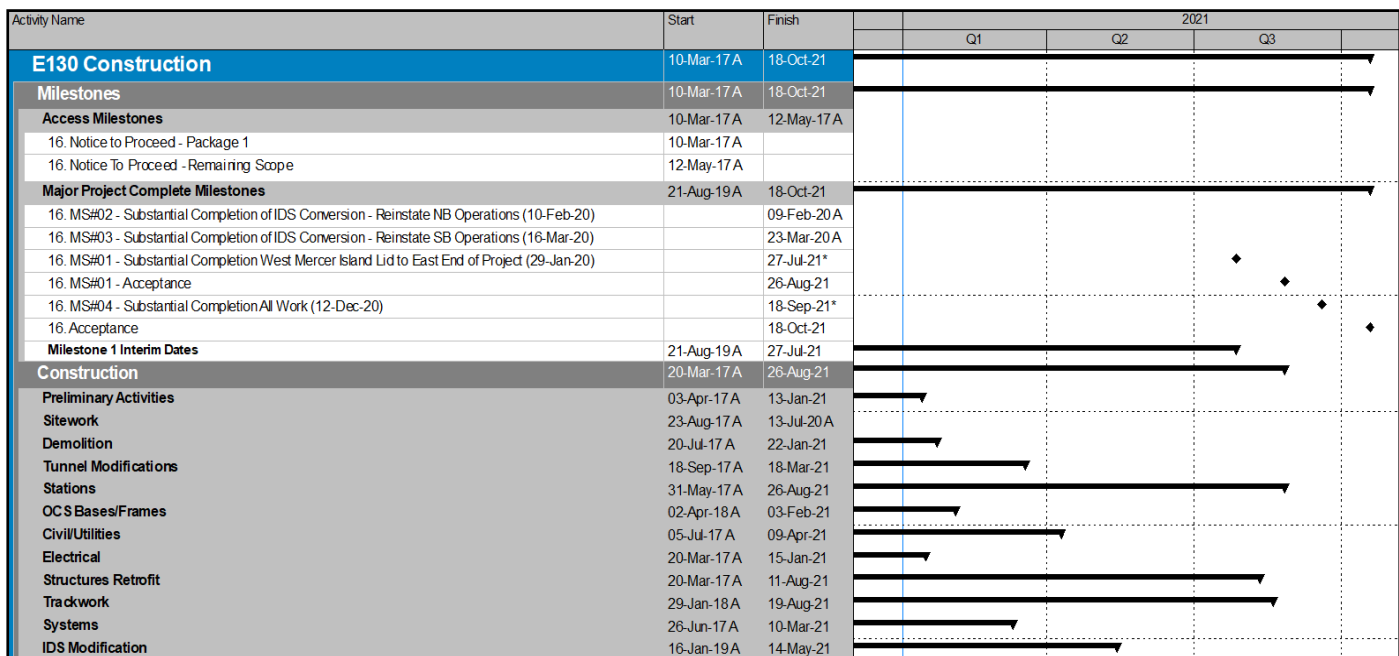 Activity Name Start Finish 2021
Q1 Q2 Q3
E130 Construction 10-Mar-17 A 18-Oct-21
Milestones 10-Mar-17 A 18-Oct-21
Access Milestones 10-Mar-17 A 12-May-17 A
16. Notice to Proceed - Package 1 10-Mar-17 A
16. Notice To Proceed - Remaining Scope 12-May-17 A
Major Project Complete Milestones 21-Aug-19 A 18-Oct-21
16. MS#02 - Substantial Completion of IDS Conversion - Reinstate NB Operations (10-Feb-20) 09-Feb-20 A
16. MS#03 - Substantial Completion of IDS Conversion - Reinstate SB Operations (16-Mar-20) 23-Mar-20 A
16. MS#01 - Substantial Completion West Mercer Island Lid to East End of Project (29-Jan-20) 27-Jul-21*
16. MS#01 - Acceptance 26-Aug-21
16. MS#04 - Substantial Completion All Work (12-Dec-20) 18-Sep-21*
16. Acceptance 18-Oct-21
Milestone 1 Interim Dates 21-Aug-19 A 27-Jul-21
Construction 20-Mar-17 A 26-Aug-21
Preliminary Activities 03-Apr-17 A 13-Jan-21
Sitework 23-Aug-17 A 13-Jul-20 A
Demolition 20-Jul-17 A 22-Jan-21
Tunnel Modifications 18-Sep-17 A 18-Mar-21
Stations 31-May-17 A 26-Aug-21
OCS Bases/Frames 02-Apr-18 A 03-Feb-21
Civil/Utilities 05-Jul-17 A 09-Apr-21
Electrical 20-Mar-17 A 15-Jan-21
Structures Retrofit 20-Mar-17 A 11-Aug-21
Trackwork 29-Jan-18 A 19-Aug-21
Systems 26-Jun-17 A 10-Mar-21
IDS Modification 16-Jan-19 A 14-May-21